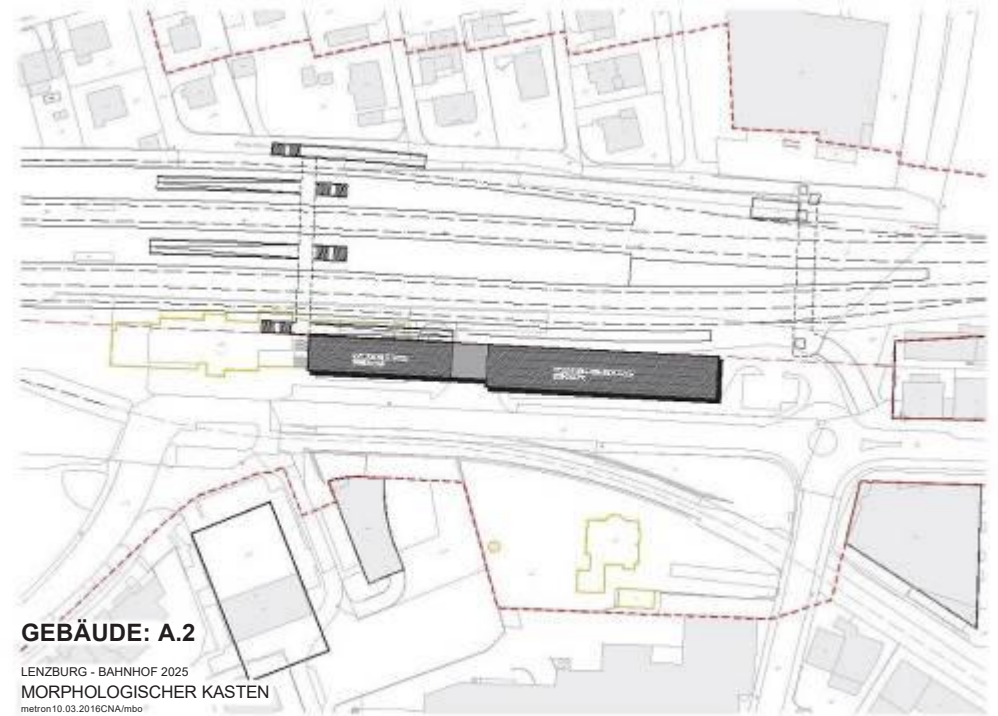 GEBÄUDE: A.2
LENZBURG - BAHNHOF 2025
MORPHOLOGISCHER KASTEN
metron10.03.2016CNA/mbo